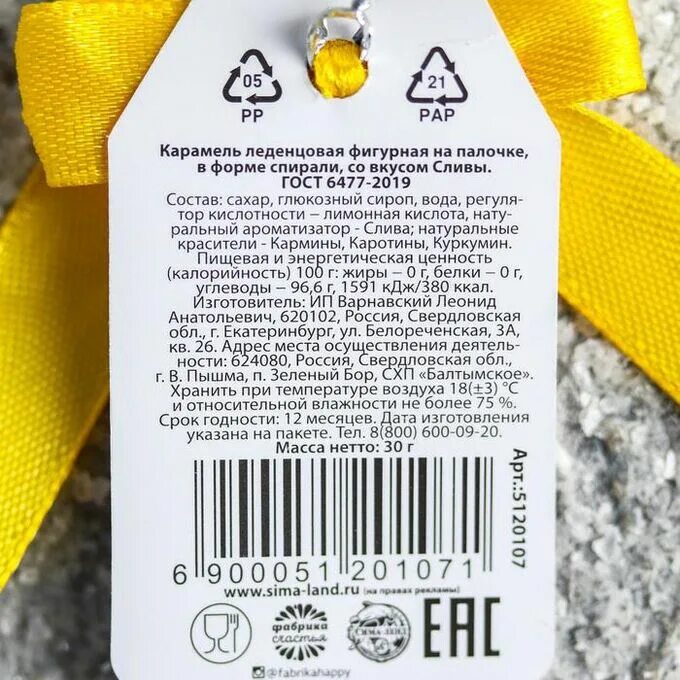 05 21
PP PAP
Карамель леденцовая фигурная на палочке,
в форме спирали, со вкусом Сливы.
ГОСТ 6477-2019
Состав: сахар, глюкозный сироп, вода, регуля-
тор кислотности – лимонная кислота, нату-
ральный ароматизатор - Слива; натуральные
красители - Кармины, Каротины, Куркумин.
Пищевая и энергетическая ценность
(калорийность) 100 г: жиры – 0 г, белки – 0 г,
углеводы – 96,6 г, 1591 кДж/380 ккал.
Изготовитель: ИП Варнавский Леонид
Анатольевич, 620102, Россия, Свердловская
обл., г. Екатеринбург, ул. Белореченская, 3А,
кв. 26. Адрес места осуществления деятель-
ности: 624080, Россия, Свердловская обл.,
г. В. Пышма, п. Зеленый Бор, СХП «Балтымское».
Хранить при температуре воздуха 18(±3) °С
и относительной влажности не более 75 %.
Срок годности: 12 месяцев. Дата изготовления
указана на пакете. Тел. 8(800) 600-09-20.
Масса нетто: 30 г
Арт.:5120107
6 900051 201071
www.sima-land.ru (на правах рекламы)
фабрика
счастья
СИМА-ЛЕНД
EAC
@fabrikahappy